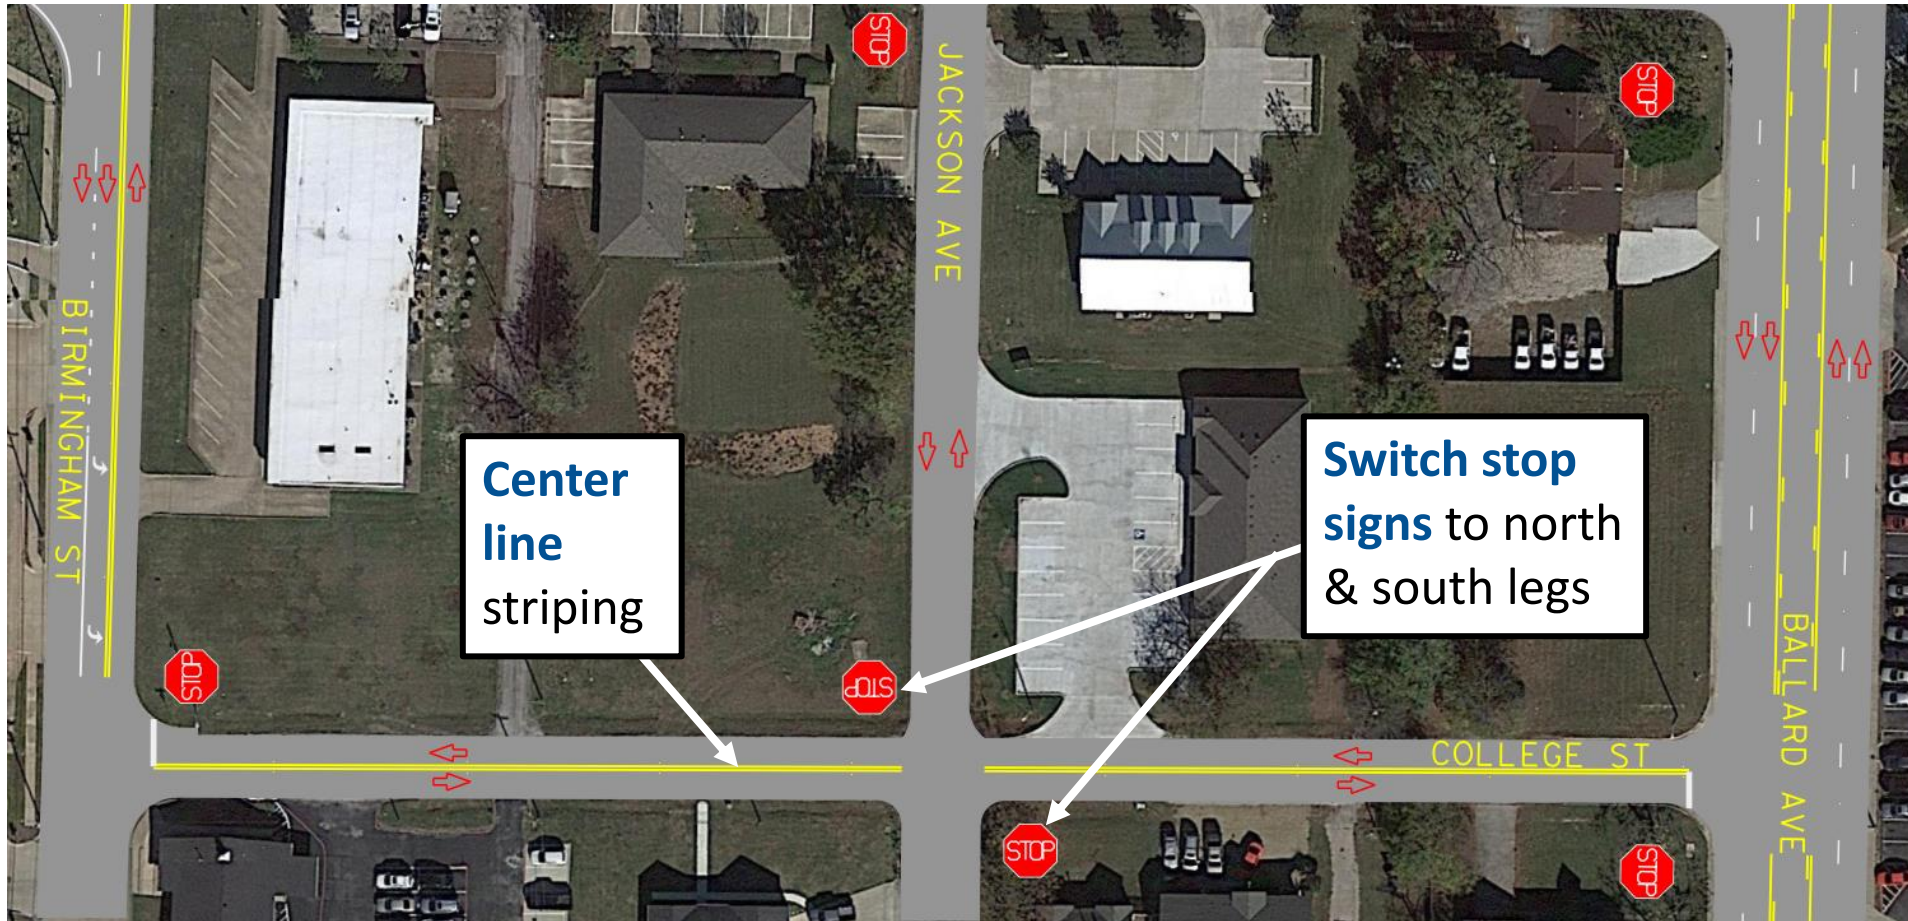 STOP
STOP
JACKSON AVE
BIRMINGHAM ST
Center
line
striping
Switch stop
signs to north
& south legs
STOP
STOP
COLLEGE ST
BALLARD AVE
STOP
STOP